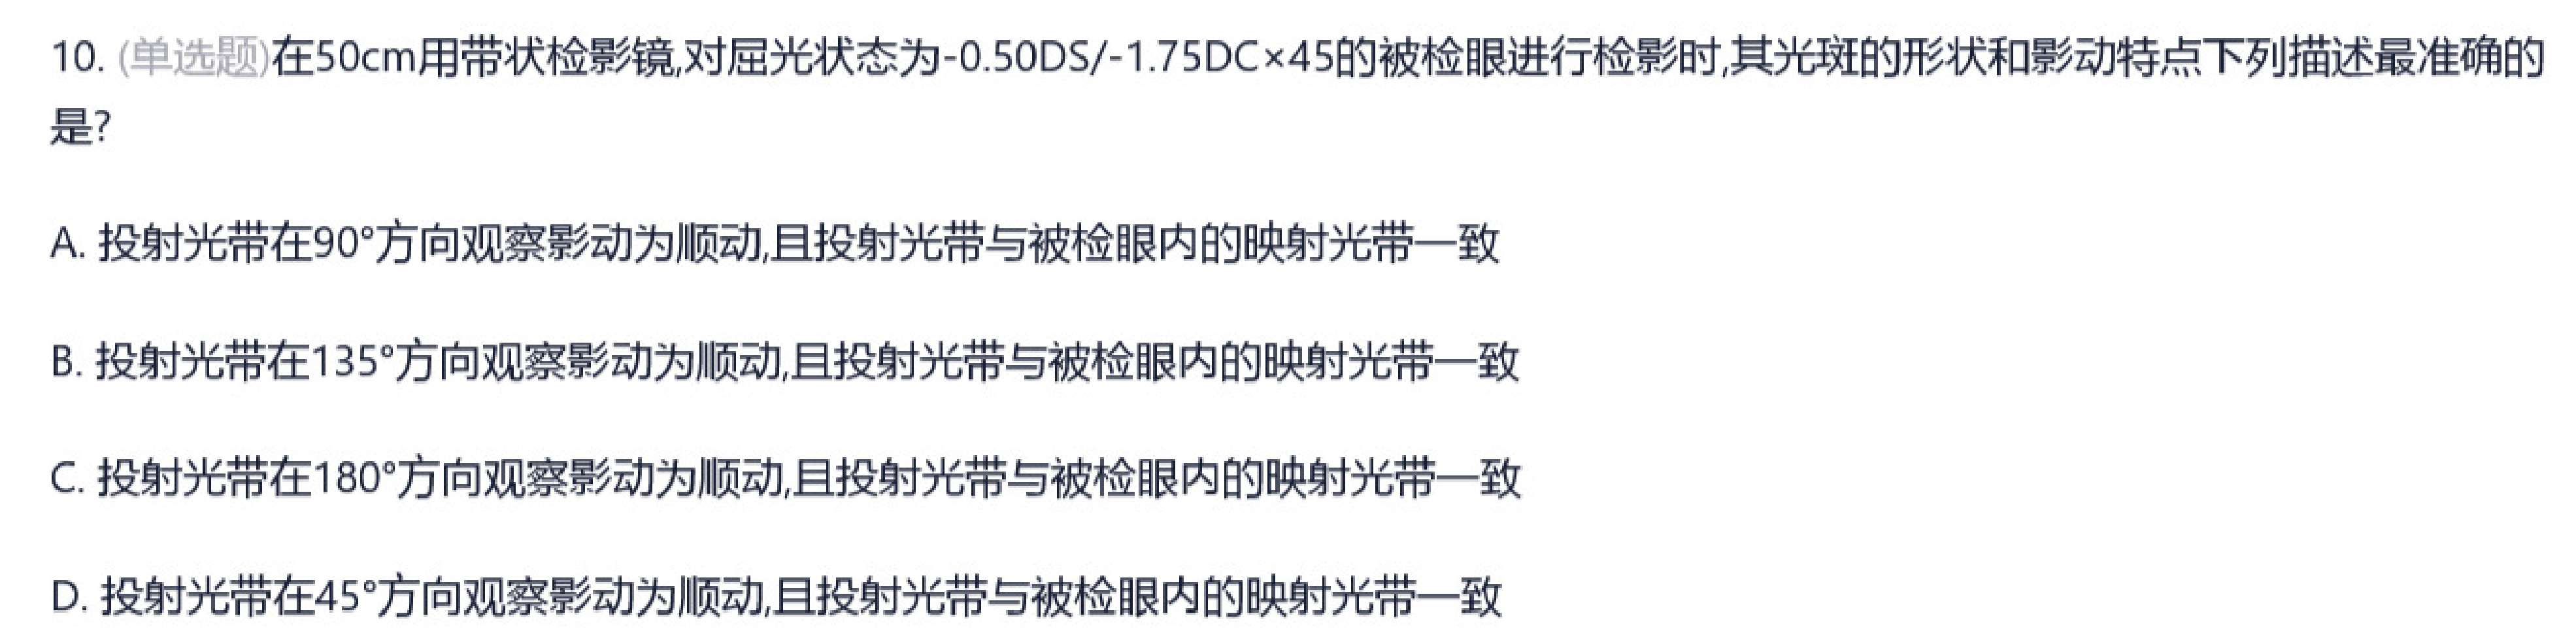 10. (单选题)在50cm用带状检影镜,对屈光状态为-0.50DS/-1.75DC×45的被检眼进行检影时,其光斑的形状和影动特点下列描述最准确的
是?
A. 投射光带在90°方向观察影动为顺动,且投射光带与被检眼内的映射光带一致
B. 投射光带在135°方向观察影动为顺动,且投射光带与被检眼内的映射光带一致
C. 投射光带在180°方向观察影动为顺动,且投射光带与被检眼内的映射光带一致
D. 投射光带在45°方向观察影动为顺动,且投射光带与被检眼内的映射光带一致